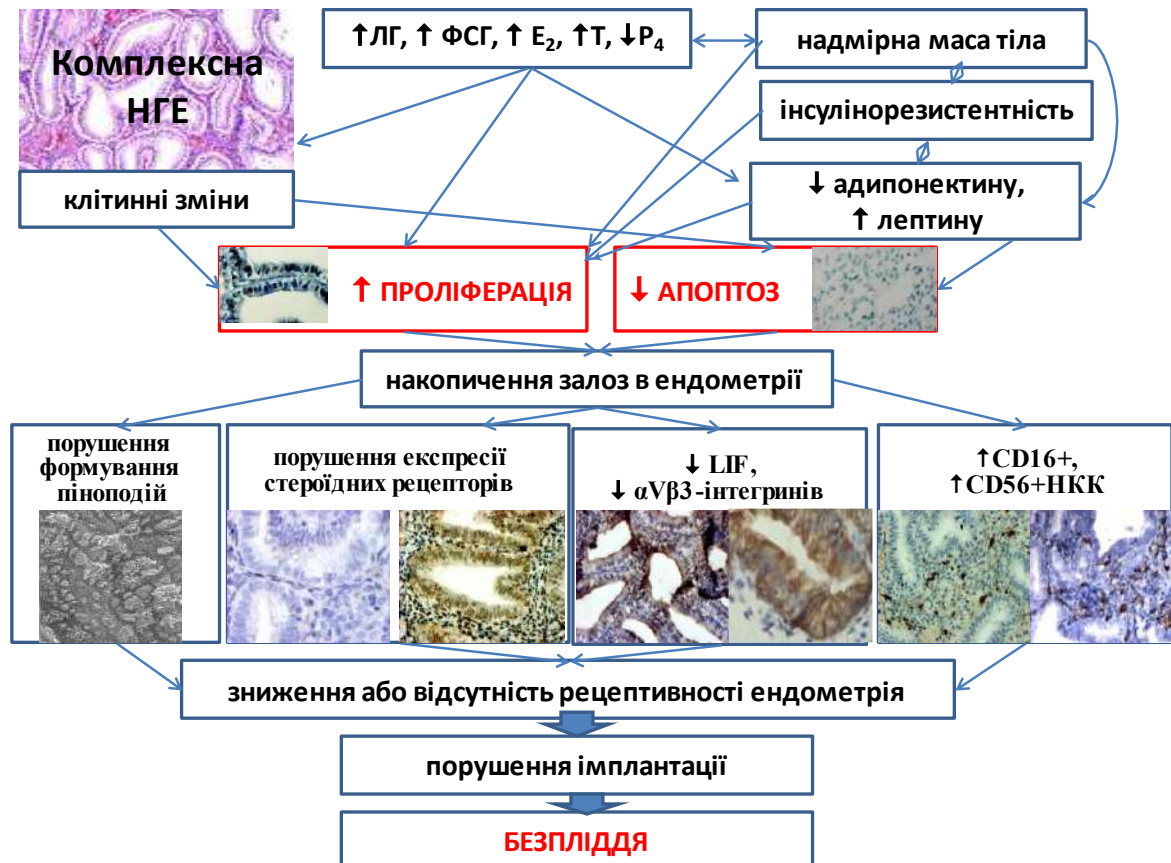 Комплексна
НГЕ
↑ЛГ, ↑ ФСГ, ↑ E₂, ↑Т, ↓P₄
надмірна маса тіла
інсулінорезистентність
↓ адипонектину,
↑ лептину
клітинні зміни
↑ ПРОЛІФЕРАЦІЯ
↓ АПОПТОЗ
накопичення залоз в ендометрії
порушення
формування
піноподій
порушення експресії
стероїдних рецепторів
↓ LIF,
↓ αVβ3-інтегринів
↑CD16+,
↑CD56+НКК
зниження або відсутність рецептивності ендометрія
порушення імплантації
БЕЗПЛІДДЯ